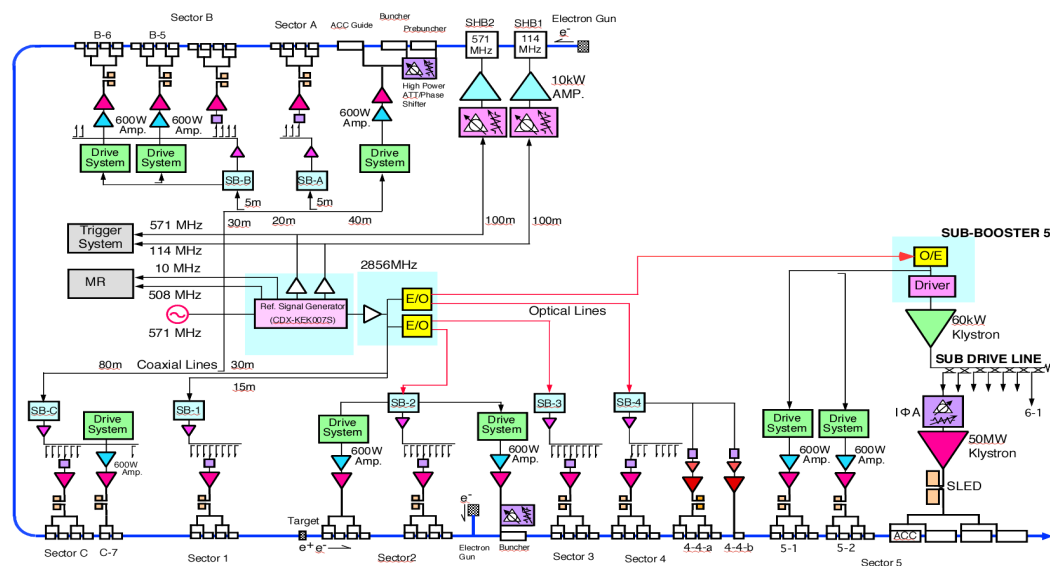 Sector B
Sector A
ACC Guide
Buncher
Prebuncher
SHB2
SHB1
Electron Gun
B-6
B-5
571
MHz
114
MHz
e-
High Power
ATT/Phase
Shifter
10kW
AMP.
600W
Amp.
600W
Amp.
600W
Amp.
Drive
System
Drive
System
Drive
System
SB-B
SB-A
5m
5m
30m
20m
40m
100m
100m
Trigger
System
571 MHz
114 MHz
10 MHz
MR
508 MHz
571 MHz
Ref. Signal Generator
(CDX-KEK007S)
2856MHz
E/O
E/O
Optical Lines
SUB-BOOSTER 5
O/E
Driver
60kW
Klystron
SUB DRIVE LINE
80m
Coaxial Lines
30m
15m
SB-C
Drive
System
SB-1
SB-2
SB-3
SB-4
Drive
System
Drive
System
Drive
System
Drive
System
IΦA
6-1
600W
Amp.
600W
Amp.
600W
Amp.
600W
Amp.
600W
Amp.
50MW
Klystron
SLED
Target
e-
ACC
Sector C
C-7
Sector 1
e+ e-
Sector2
Electron
Gun
Buncher
Sector 3
Sector 4
4-4-a
4-4-b
5-1
5-2
Sector 5